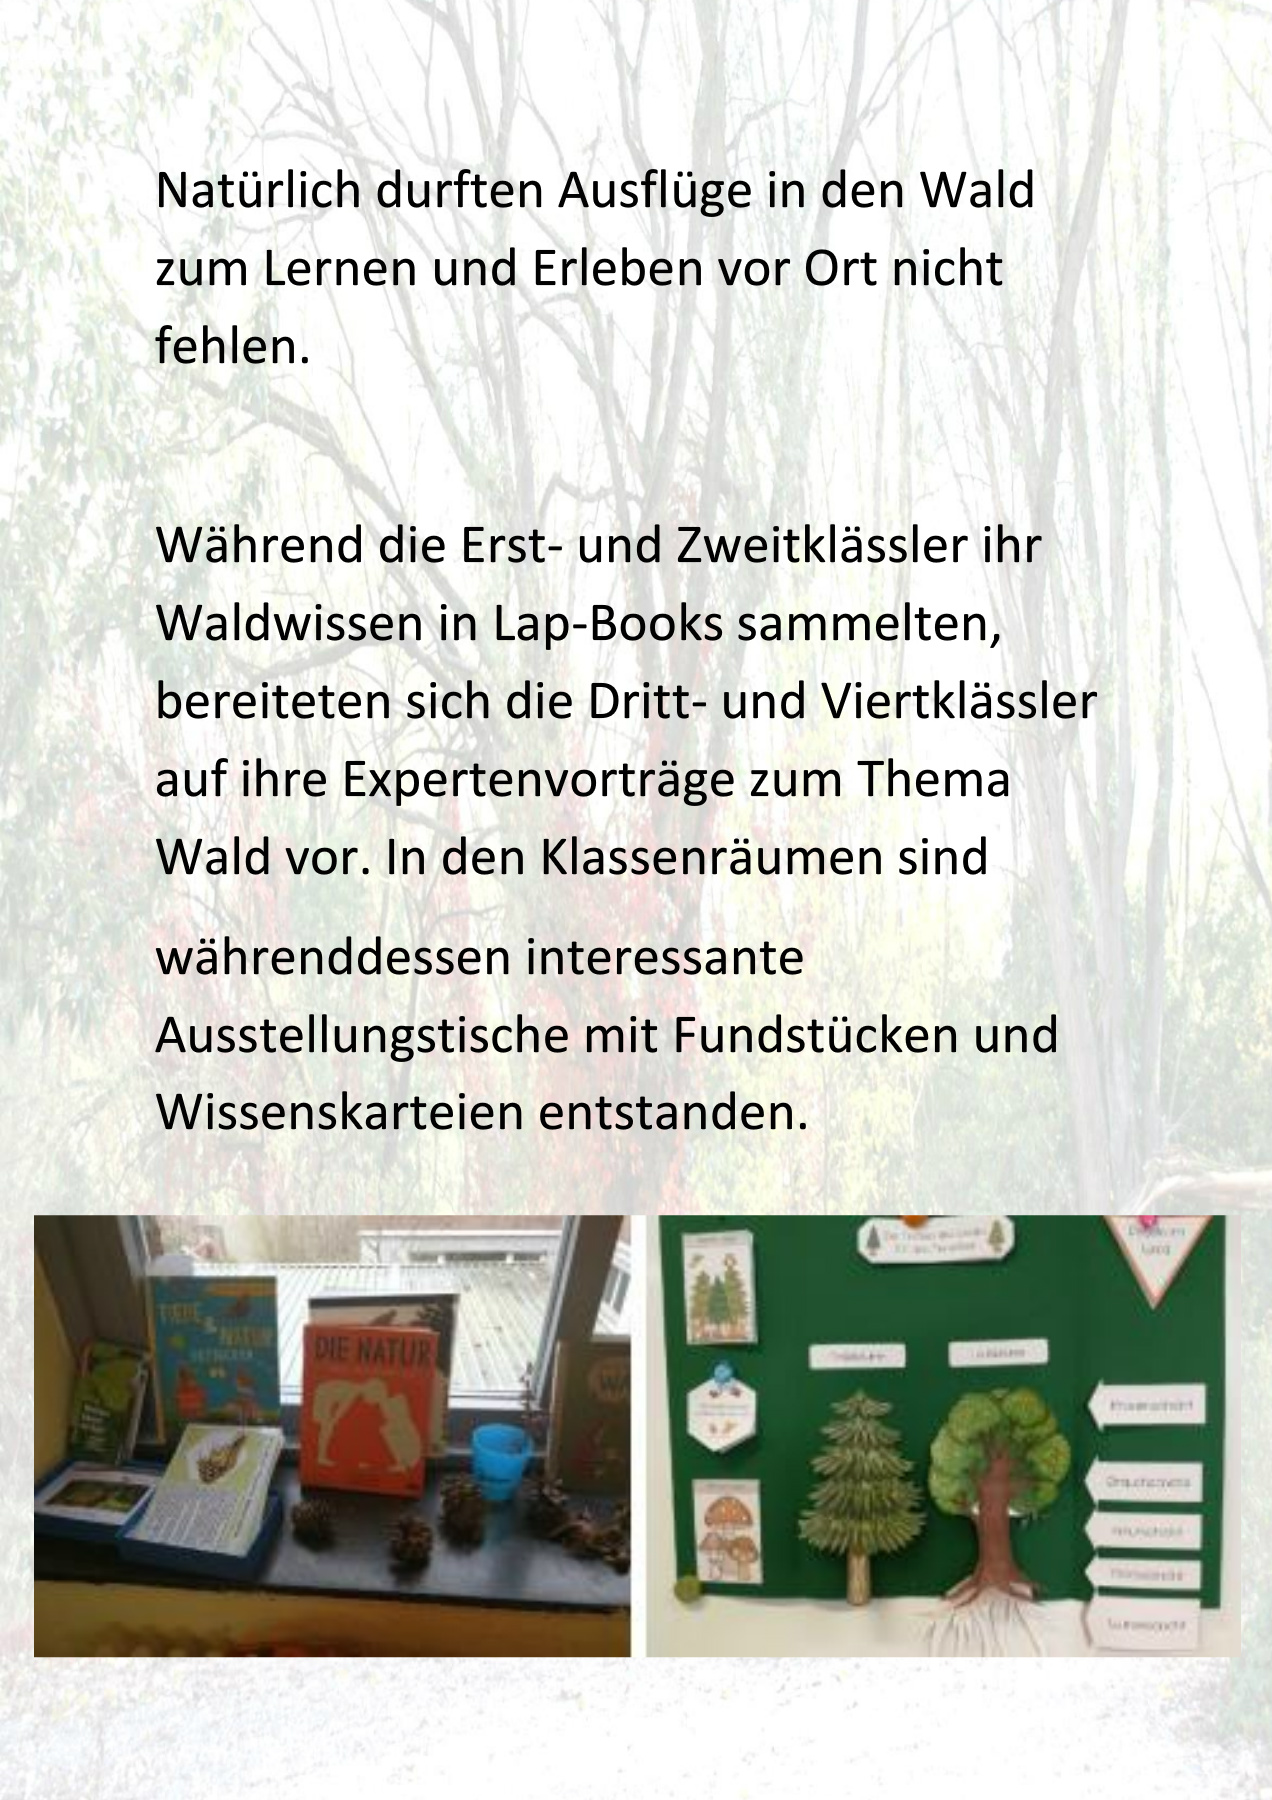 Natürlich durften Ausflüge in den Wald
zum Lernen und Erleben vor Ort nicht
fehlen.
Während die Erst- und Zweitklässler ihr
Waldwissen in Lap-Books sammelten,
bereiteten sich die Dritt- und Viertklässler
auf ihre Expertenvorträge zum Thema
Wald vor. In den Klassenräumen sind
währenddessen interessante
Ausstellungstische mit Fundstücken und
Wissenskarteien entstanden.
TIERE
&
NATUR
ENTDECKEN
DIE NATUR